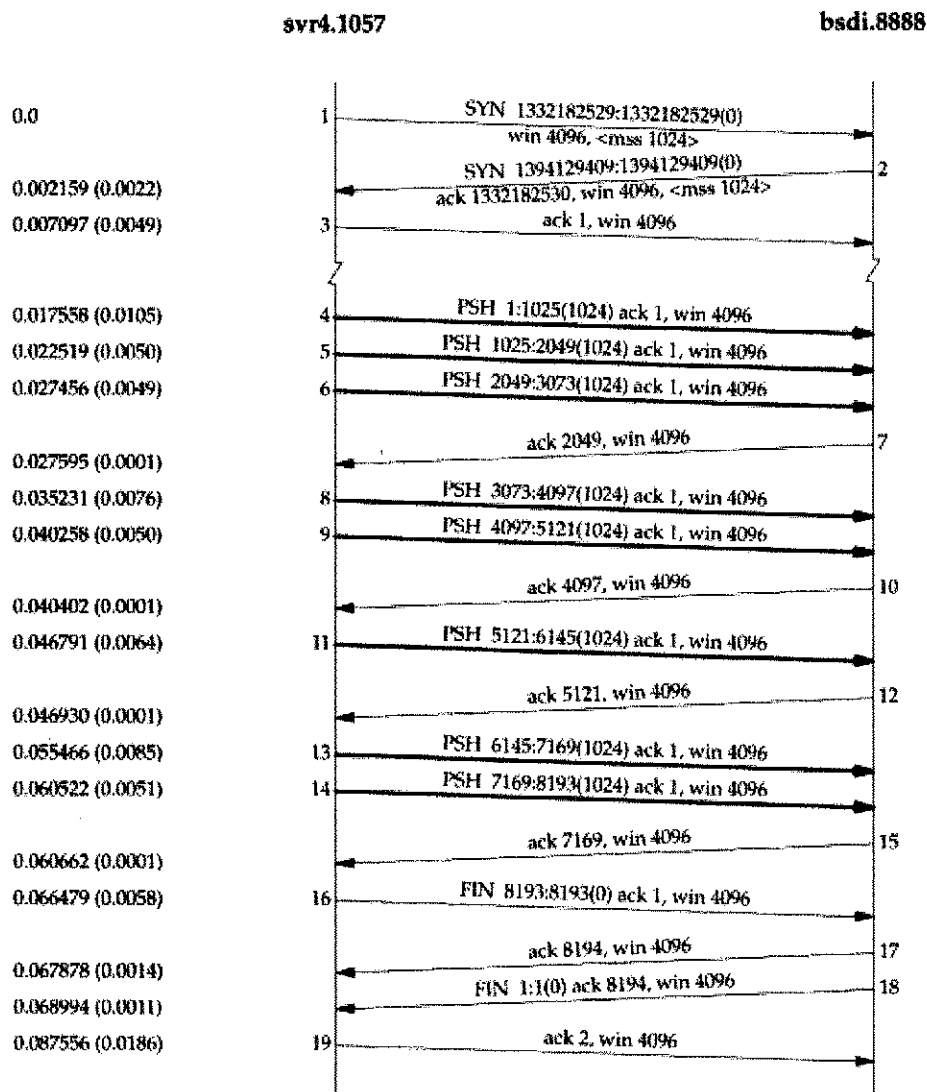 svr4.1057 bsdi.8888
0.0 1 SYN 1332182529:1332182529(0)
win 4096, <mss 1024>
SYN 1394129409:1394129409(0) 2
0.002159 (0.0022) ack 1332182530, win 4096, <mss 1024>
0.007097 (0.0049) 3 ack 1, win 4096
0.017558 (0.0105) 4 PSH 1:1025(1024) ack 1, win 4096
0.022519 (0.0050) 5 PSH 1025:2049(1024) ack 1, win 4096
0.027456 (0.0049) 6 PSH 2049:3073(1024) ack 1, win 4096
ack 2049, win 4096 7
0.027595 (0.0001)
0.035231 (0.0076) 8 PSH 3073:4097(1024) ack 1, win 4096
0.040258 (0.0050) 9 PSH 4097:5121(1024) ack 1, win 4096
ack 4097, win 4096 10
0.040402 (0.0001)
0.046791 (0.0064) 11 PSH 5121:6145(1024) ack 1, win 4096
ack 5121, win 4096 12
0.046930 (0.0001)
0.055466 (0.0085) 13 PSH 6145:7169(1024) ack 1, win 4096
0.060522 (0.0051) 14 PSH 7169:8193(1024) ack 1, win 4096
ack 7169, win 4096 15
0.060662 (0.0001)
0.066479 (0.0058) 16 FIN 8193:8193(0) ack 1, win 4096
ack 8194, win 4096 17
0.067878 (0.0014)
FIN 1:1(0) ack 8194, win 4096 18
0.068994 (0.0011)
0.087556 (0.0186) 19 ack 2, win 4096